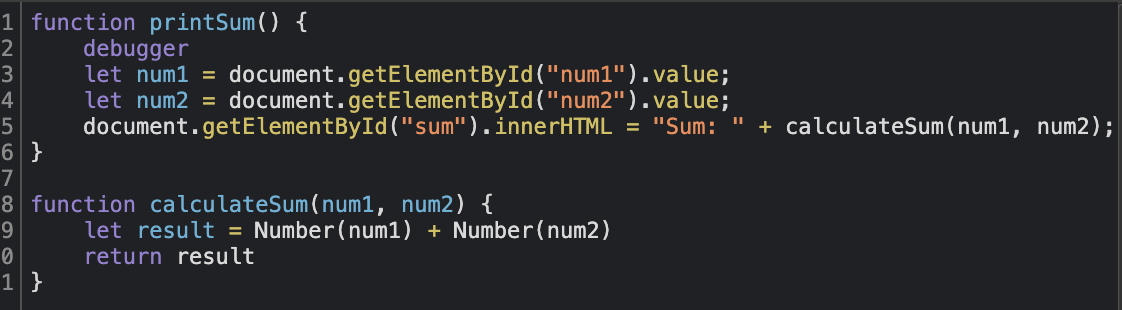 1 function printSum() {
2     debugger
3     let num1 = document.getElementById("num1").value;
4     let num2 = document.getElementById("num2").value;
5     document.getElementById("sum").innerHTML = "Sum: " + calculateSum(num1, num2);
6 }
7
8 function calculateSum(num1, num2) {
9     let result = Number(num1) + Number(num2)
0     return result
1 }